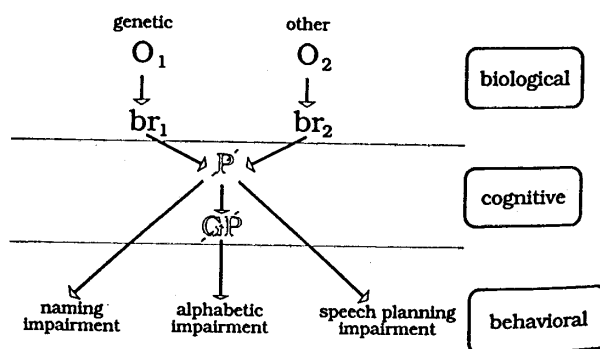 genetic
other
O1
O2
biological
br1
br2
P
cognitive
GP
naming
impairment
alphabetic
impairment
speech planning
impairment
behavioral